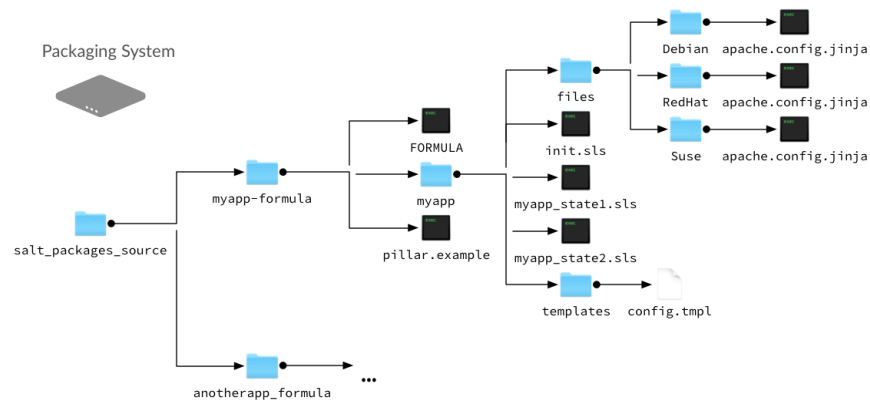 Packaging System
Debian
apache.config.jinja
files
RedHat
apache.config.jinja
FORMULA
init.sls
Suse
apache.config.jinja
myapp-formula
myapp
myapp_state1.sls
salt_packages_source
pillar.example
myapp_state2.sls
templates
config.tmpl
anotherapp_formula
...